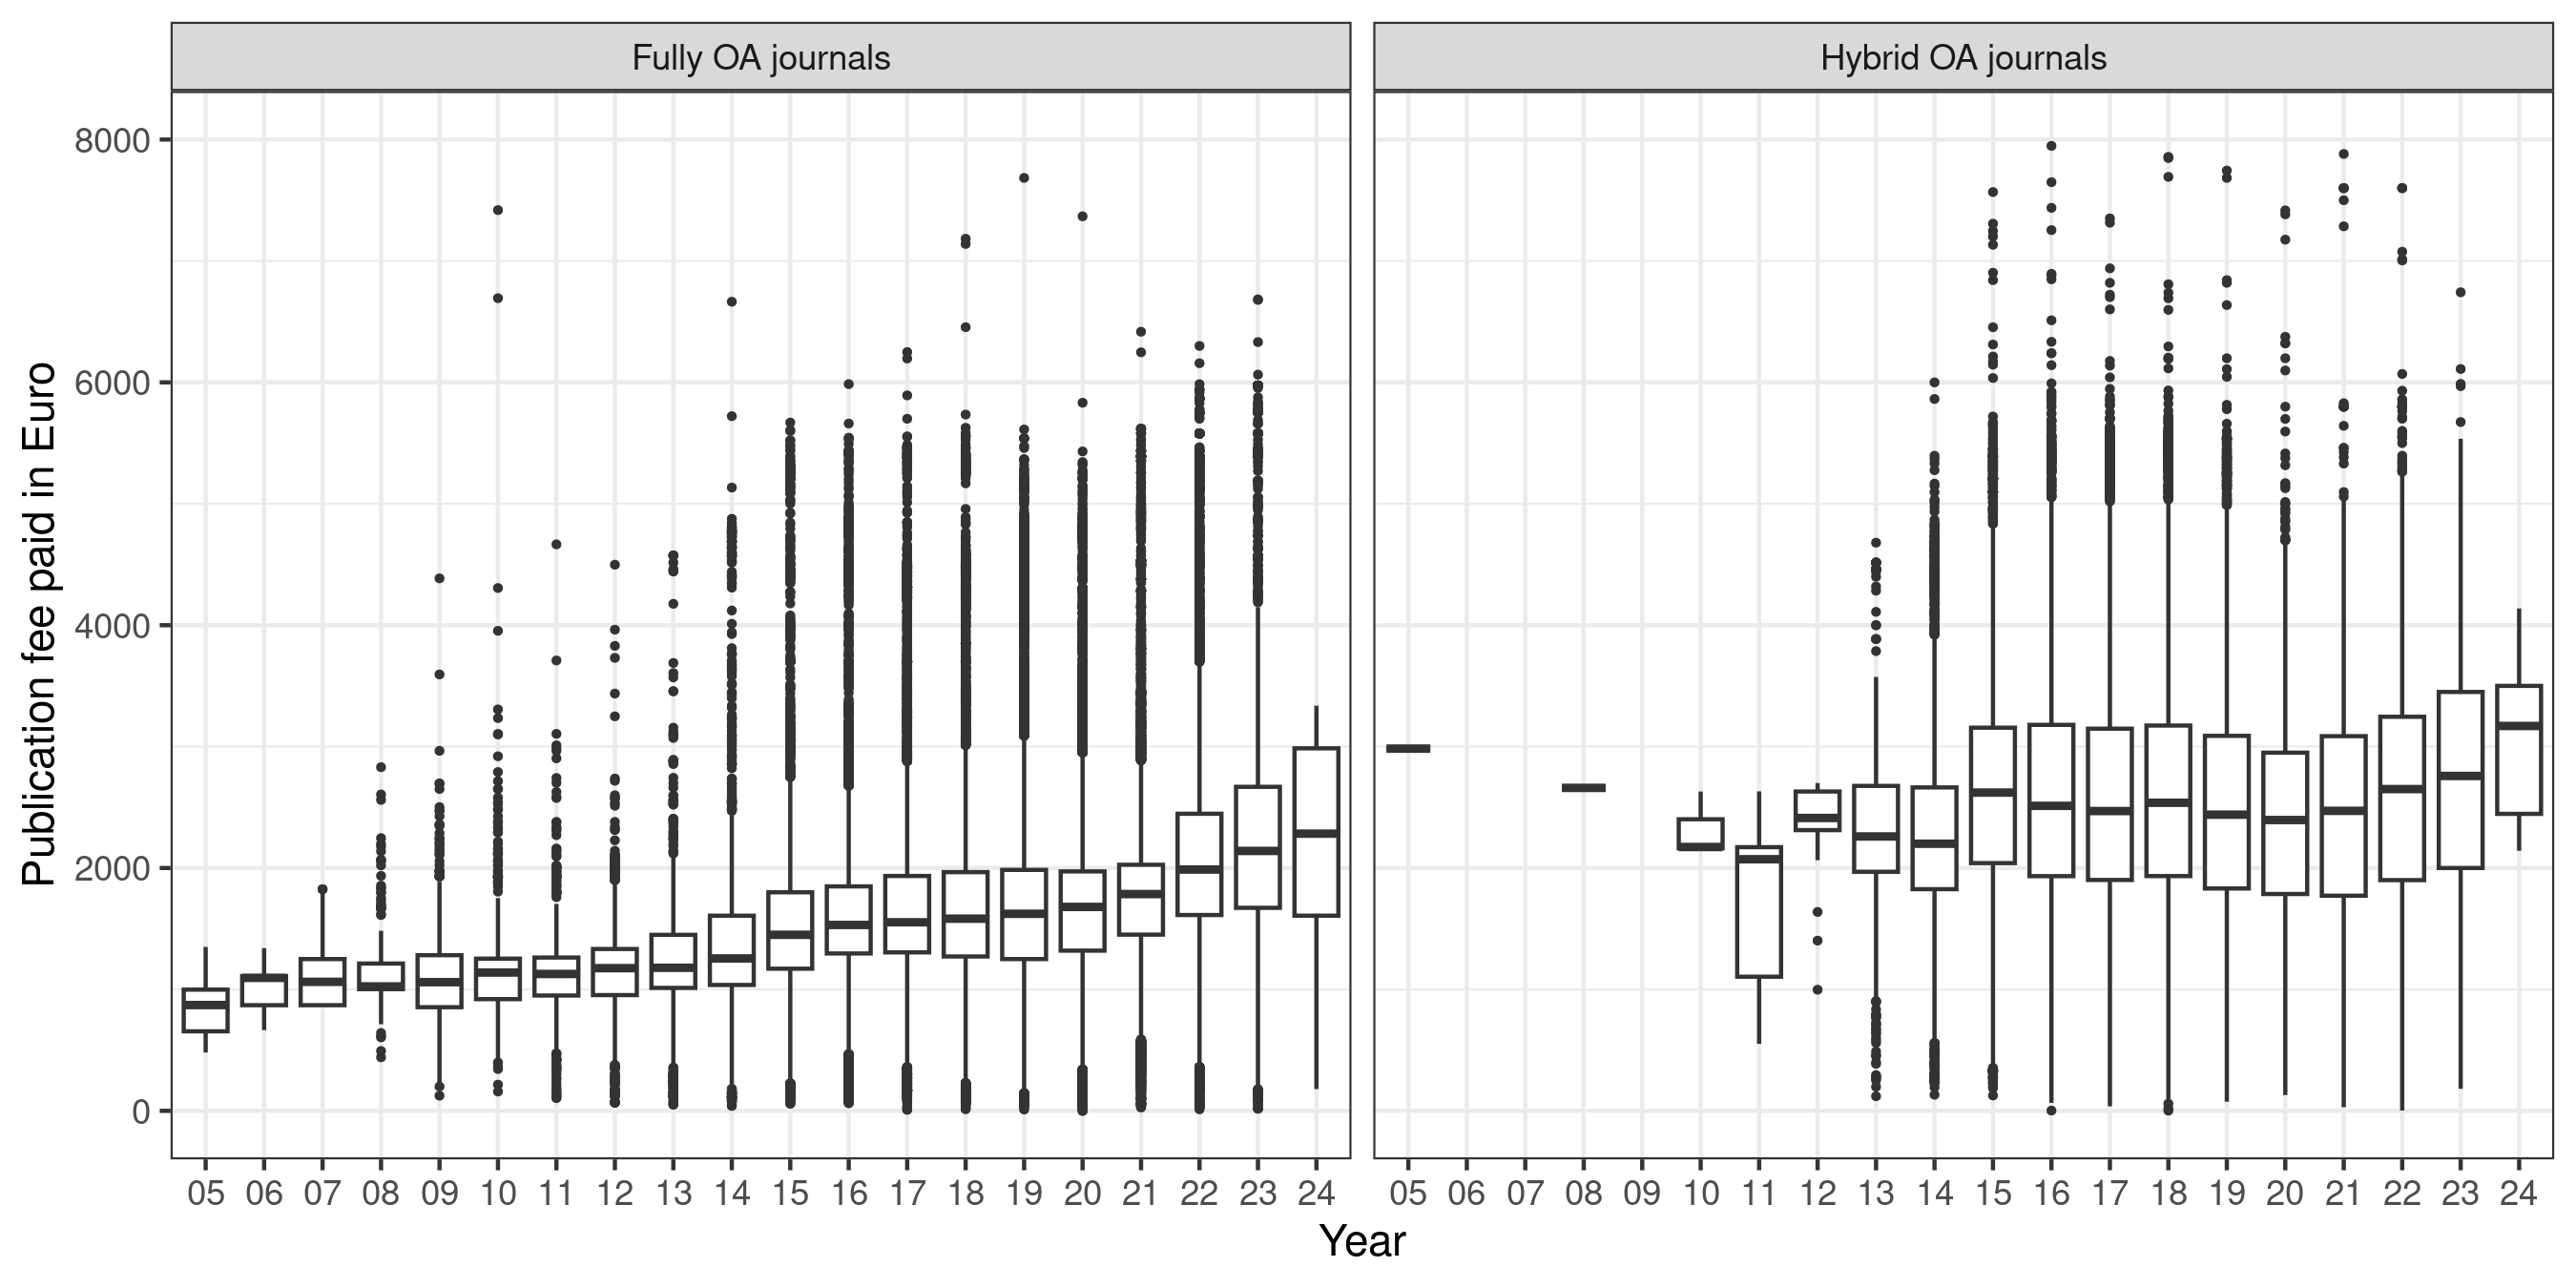 Fully OA journals
Hybrid OA journals
Publication fee paid in Euro
8000
6000
4000
2000
0
05 06 07 08 09 10 11 12 13 14 15 16 17 18 19 20 21 22 23 24
05 06 07 08 09 10 11 12 13 14 15 16 17 18 19 20 21 22 23 24
Year